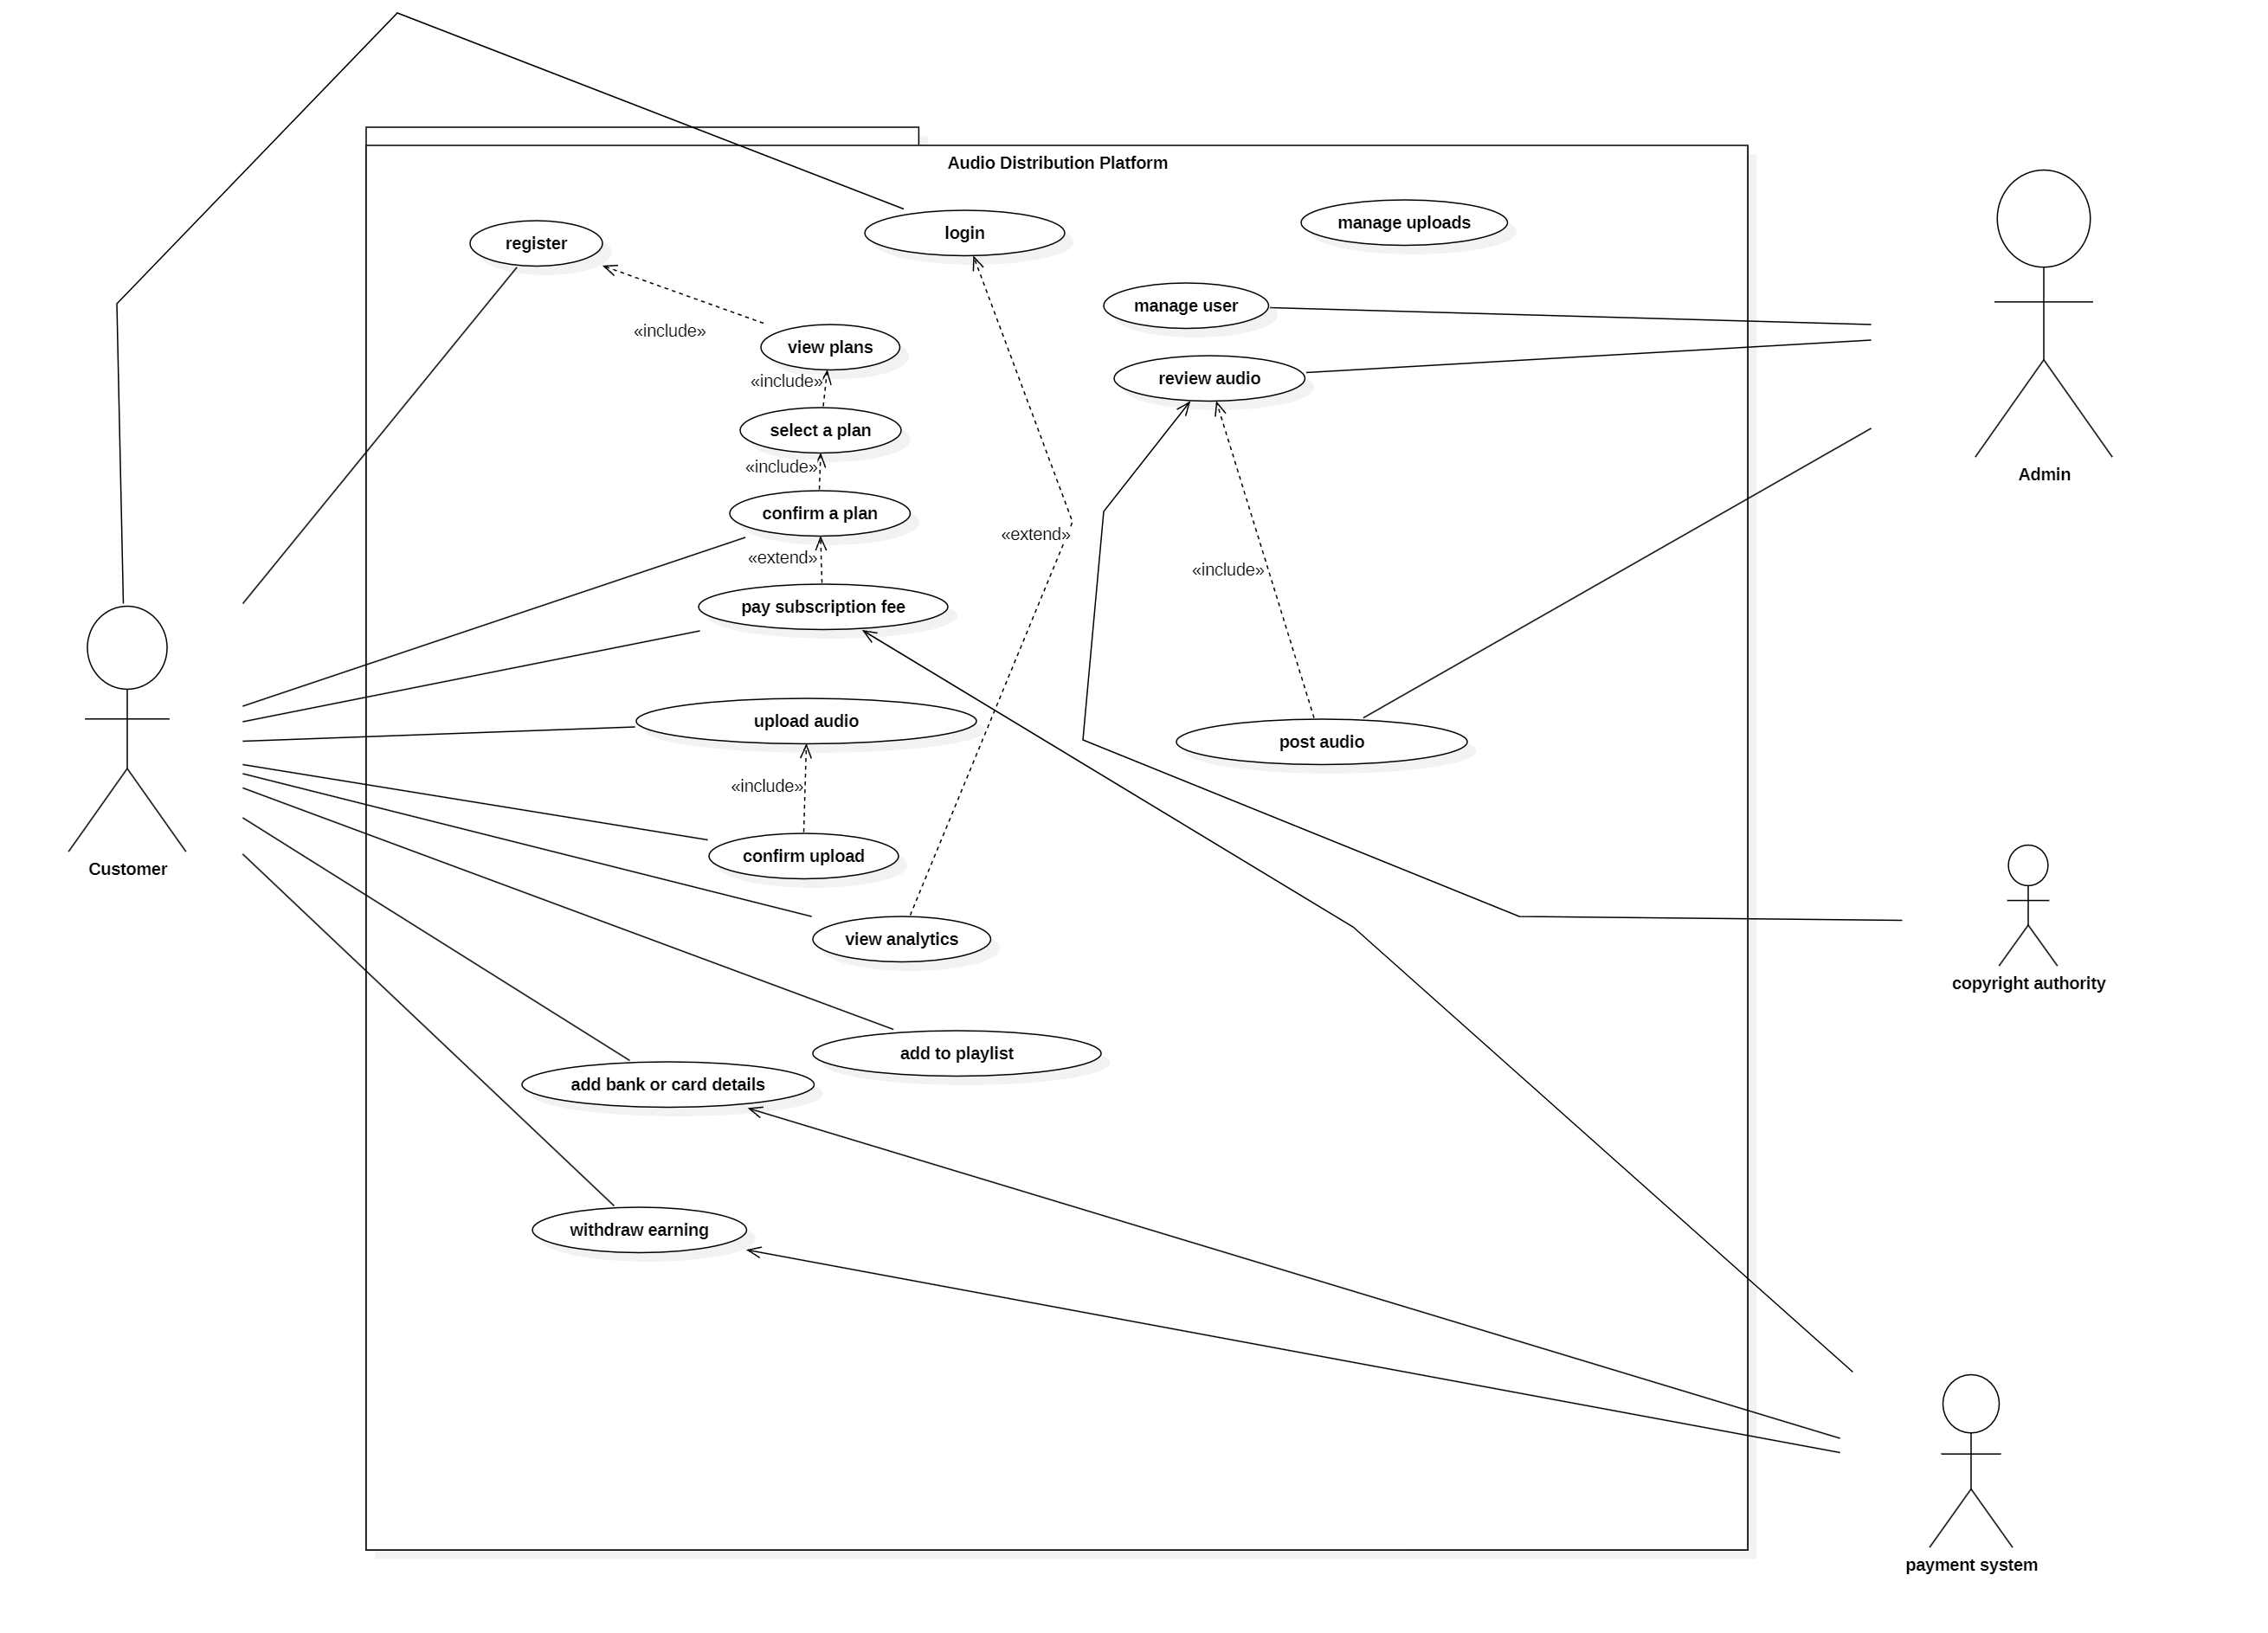 Audio Distribution Platform
manage uploads
login
register
manage user
«include»
view plans
review audio
«include»
select a plan
«include»
Admin
confirm a plan
«extend»
«extend»
«include»
pay subscription fee
upload audio
post audio
«include»
confirm upload
Customer
view analytics
copyright authority
add to playlist
add bank or card details
withdraw earning
payment system